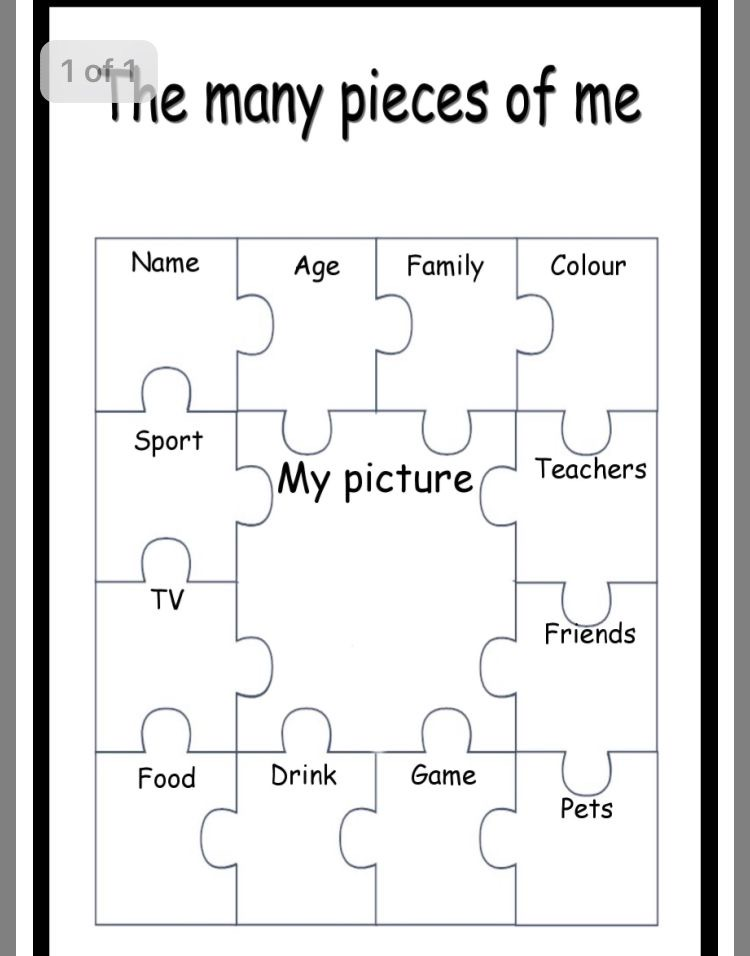 1 of 1
The many pieces of me
Name Age Family Colour
Sport
My picture
Teachers
TV
Friends
Food Drink Game
Pets